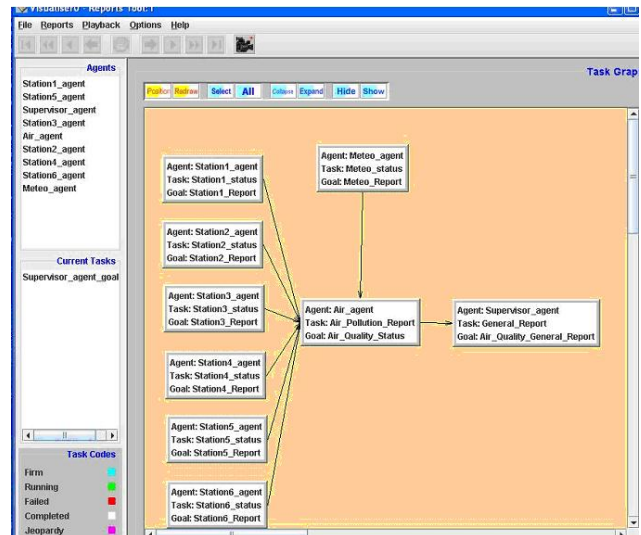 Visualiser0 - Reports Tool:1
File Reports Playback Options Help
Agents
Station1_agent
Station5_agent
Supervisor_agent
Station3_agent
Air_agent
Station2_agent
Station4_agent
Station6_agent
Meteo_agent
Current Tasks
Supervisor_agent_goal
Task Codes
Firm
Running
Failed
Completed
Jeopardy
Task Grap
Position Redraw Select All Collapse Expand Hide Show
Agent: Station1_agent
Task: Station1_status
Goal: Station1_Report
Agent: Meteo_agent
Task: Meteo_status
Goal: Meteo_Report
Agent: Station2_agent
Task: Station2_status
Goal: Station2_Report
Agent: Station3_agent
Task: Station3_status
Goal: Station3_Report
Agent: Air_agent
Task: Air_Pollution_Report
Goal: Air_Quality_Status
Agent: Supervisor_agent
Task: General_Report
Goal: Air_Quality_General_Report
Agent: Station4_agent
Task: Station4_status
Goal: Station4_Report
Agent: Station5_agent
Task: Station5_status
Goal: Station5_Report
Agent: Station6_agent
Task: Station6_status
Goal: Station6_Report